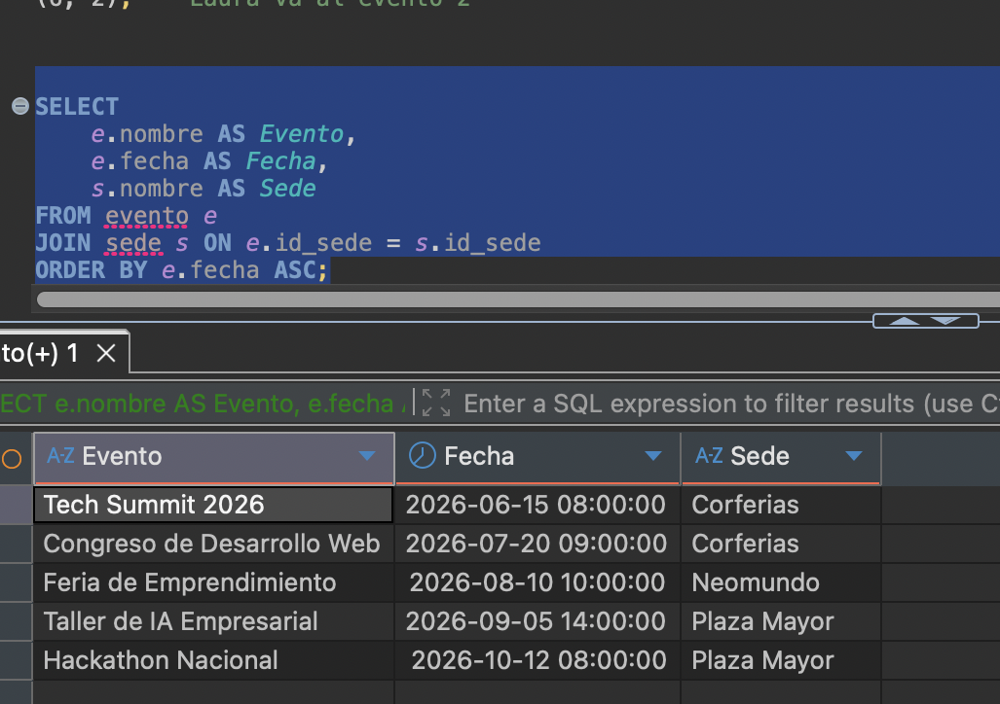 (6, 2);    Laura va al evento 2
SELECT
e.nombre AS Evento,
e.fecha AS Fecha,
s.nombre AS Sede
FROM evento e
JOIN sede s ON e.id_sede = s.id_sede
ORDER BY e.fecha ASC;
to(+) 1
ECT e.nombre AS Evento, e.fecha Enter a SQL expression to filter results (use C
A-Z Evento Fecha A-Z Sede
Tech Summit 2026 2026-06-15 08:00:00 Corferias
Congreso de Desarrollo Web 2026-07-20 09:00:00 Corferias
Feria de Emprendimiento 2026-08-10 10:00:00 Neomundo
Taller de IA Empresarial 2026-09-05 14:00:00 Plaza Mayor
Hackathon Nacional 2026-10-12 08:00:00 Plaza Mayor